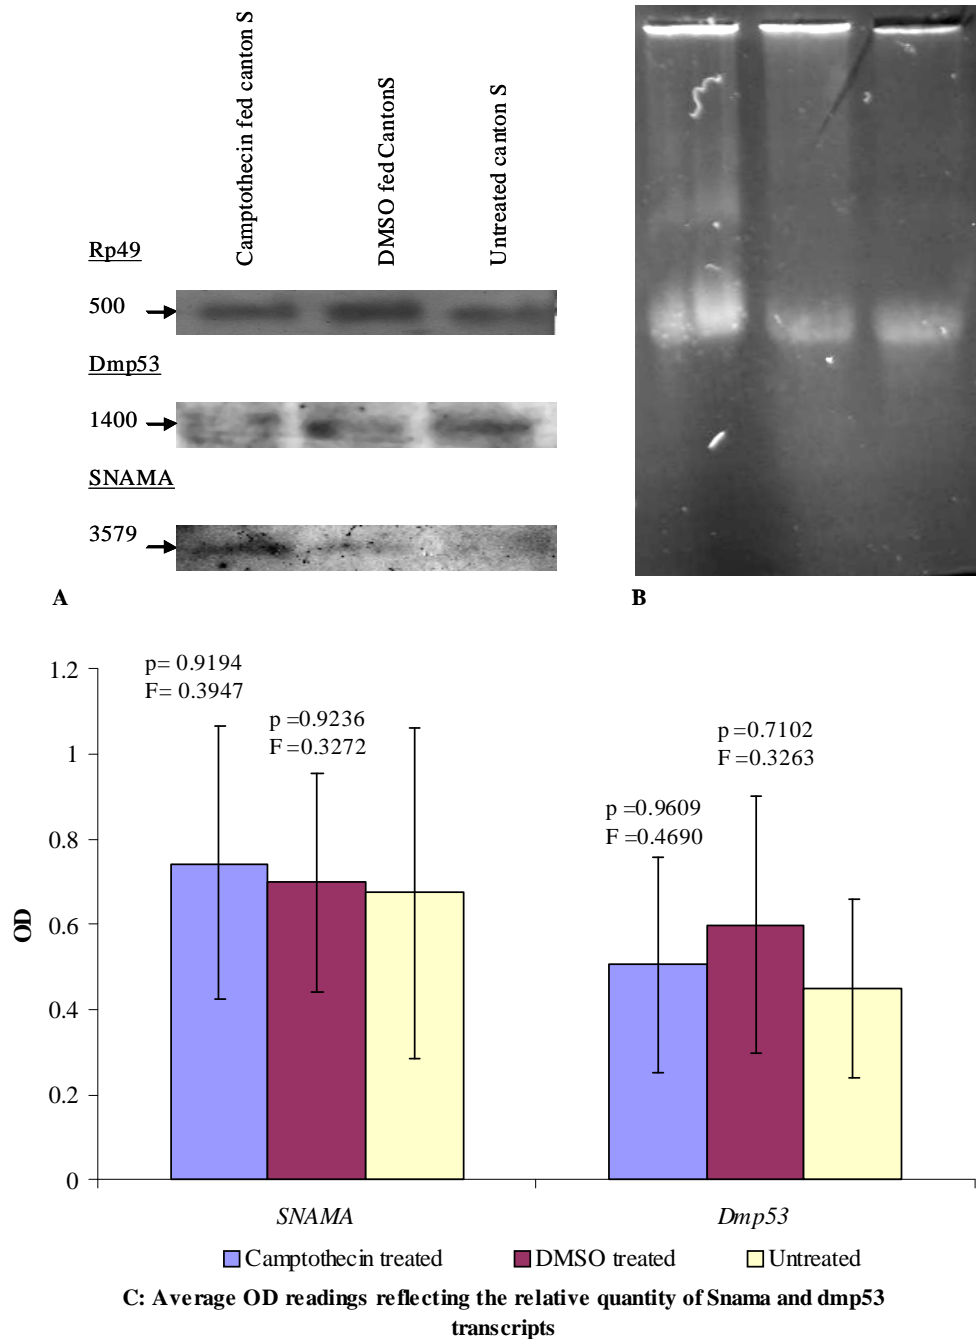 Camptothecin fed canton S
DMSO fed CantonS
Untreated canton S
Rp49
500
Dmp53
1400
SNAMA
3579
A
B
p= 0.9194
F= 0.3947
p =0.9236
F =0.3272
p =0.7102
F =0.3263
p =0.9609
F =0.4690
1.2
1
0.8
0.6
0.4
0.2
0
OD
SNAMA
Dmp53
Camptothecin treated
DMSO treated
Untreated
C: Average OD readings reflecting the relative quantity of Snama and dmp53
transcripts